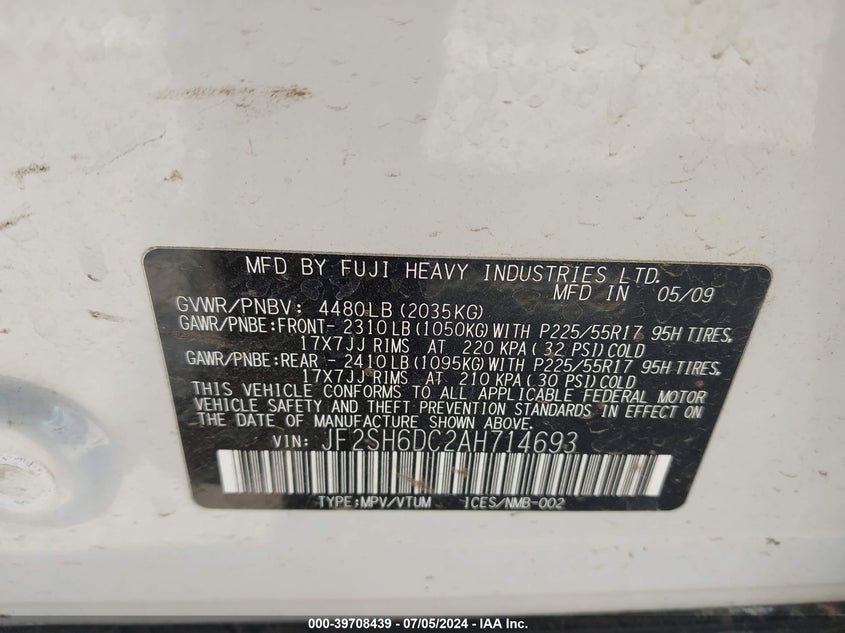 MFD BY FUJI HEAVY INDUSTRIES LTD.
MFD IN 05/09
GVWR/PNBV: 4480LB (2035KG)
GAWR/PNBE:FRONT- 2310LB (1050KG) WITH P225/55R17 95H TIRES,
17X7JJ RIMS AT 220 KPA ( 32 PSI) COLD
GAWR/PNBE:REAR - 2410LB (1095KG) WITH P225/55R17 95H TIRES,
17X7JJ RIMS AT 210 KPA ( 30 PSI) COLD
THIS VEHICLE CONFORMS TO ALL APPLICABLE FEDERAL MOTOR
VEHICLE SAFETY AND THEFT PREVENTION STANDARDS IN EFFECT ON
THE DATE OF MANUFACTURE SHOWN ABOVE.
VIN: JF2SH6DC2AH714693
TYPE:MPV/VTUM ICES/NMB-002
000-39708439 - 07/05/2024 - IAA Inc.